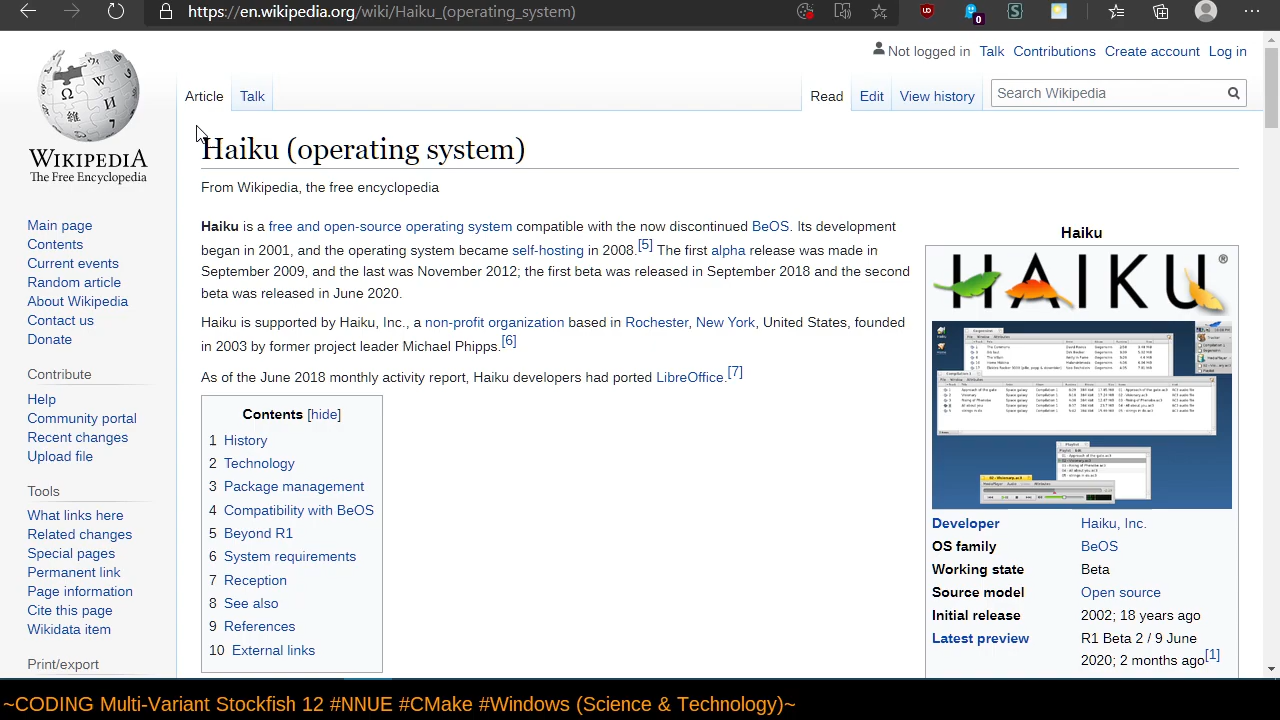 https://en.wikipedia.org/wiki/Haiku_(operating_system)
0
Not logged in Talk Contributions Create account Log in
Article Talk Read Edit View history Search Wikipedia
WIKIPEDIA
The Free Encyclopedia
Main page
Contents
Current events
Random article
About Wikipedia
Contact us
Donate
Contribute
Help
Community portal
Recent changes
Upload file
Tools
What links here
Related changes
Special pages
Permanent link
Page information
Cite this page
Wikidata item
Print/export
Haiku (operating system)
From Wikipedia, the free encyclopedia
Haiku is a free and open-source operating system compatible with the now discontinued BeOS. Its development
began in 2001, and the operating system became self-hosting in 2008.[5] The first alpha release was made in
September 2009, and the last was November 2012; the first beta was released in September 2018 and the second
beta was released in June 2020.
Haiku is supported by Haiku, Inc., a non-profit organization based in Rochester, New York, United States, founded
in 2003 by former project leader Michael Phipps.[6]
As of the June 2018 monthly activity report, Haiku developers had ported LibreOffice.[7]
Contents [hide]
1 History
2 Technology
3 Package management
4 Compatibility with BeOS
5 Beyond R1
6 System requirements
7 Reception
8 See also
9 References
10 External links
Haiku
HAIKU®
Developer Haiku, Inc.
OS family BeOS
Working state Beta
Source model Open source
Initial release 2002; 18 years ago
Latest preview R1 Beta 2 / 9 June
2020; 2 months ago[1]
~CODING Multi-Variant Stockfish 12 #NNUE #CMake #Windows (Science & Technology)~